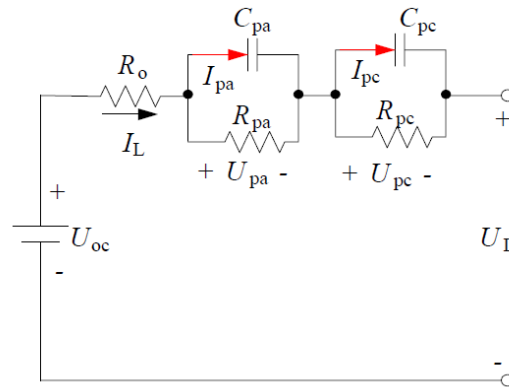 C_pa
C_pc
R_o
I_pa
I_pc
R_pa
R_pc
I_L
+
+ U_pa -
+ U_pc -
+
U_oc
-
-